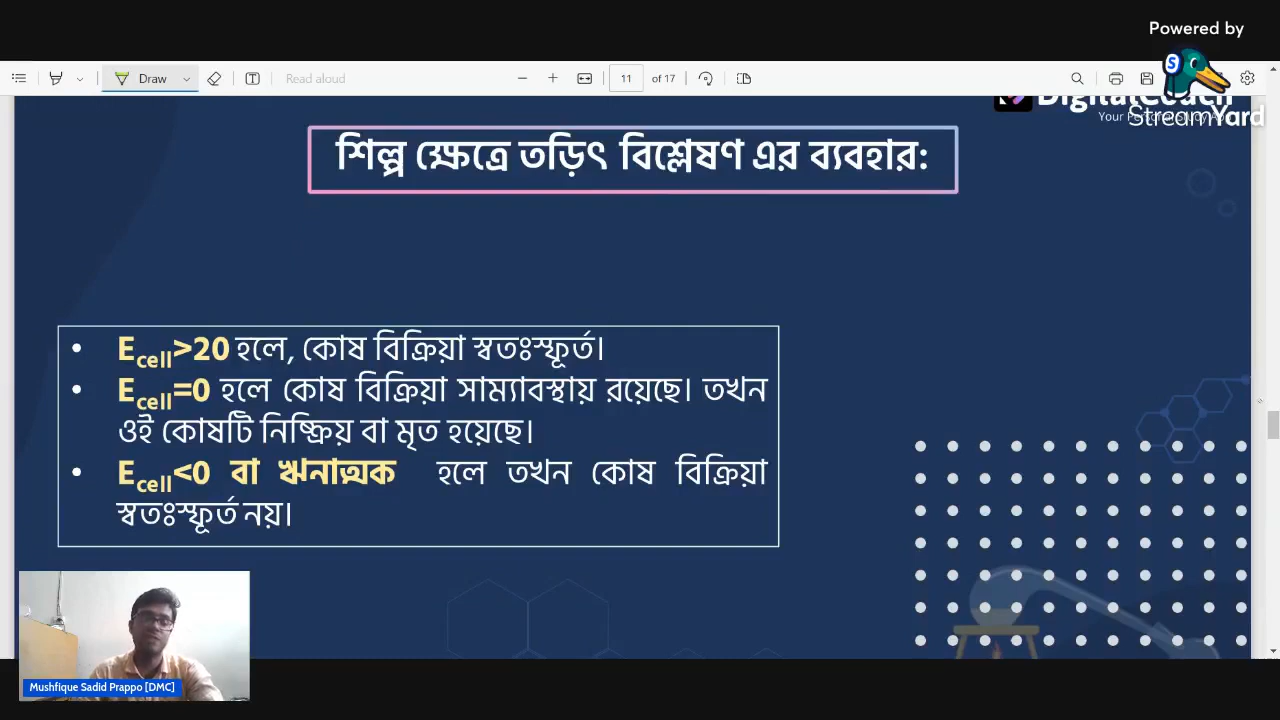 Powered by
Draw
Read aloud
11 of 17
DigitalCoach
StreamYard
শিল্প ক্ষেত্রে তড়িৎ বিশ্লেষণ এর ব্যবহার:
• Ecell>20 হলে, কোষ বিক্রিয়া স্বতঃস্ফূর্ত।
• Ecell=0 হলে কোষ বিক্রিয়া সাম্যাবস্থায় রয়েছে। তখন
ওই কোষটি নিষ্ক্রিয় বা মৃত হয়েছে।
• Ecell<0 বা ঋনাত্মক হলে তখন কোষ বিক্রিয়া
স্বতঃস্ফূর্ত নয়।
Mushfique Sadid Prappo [DMC]